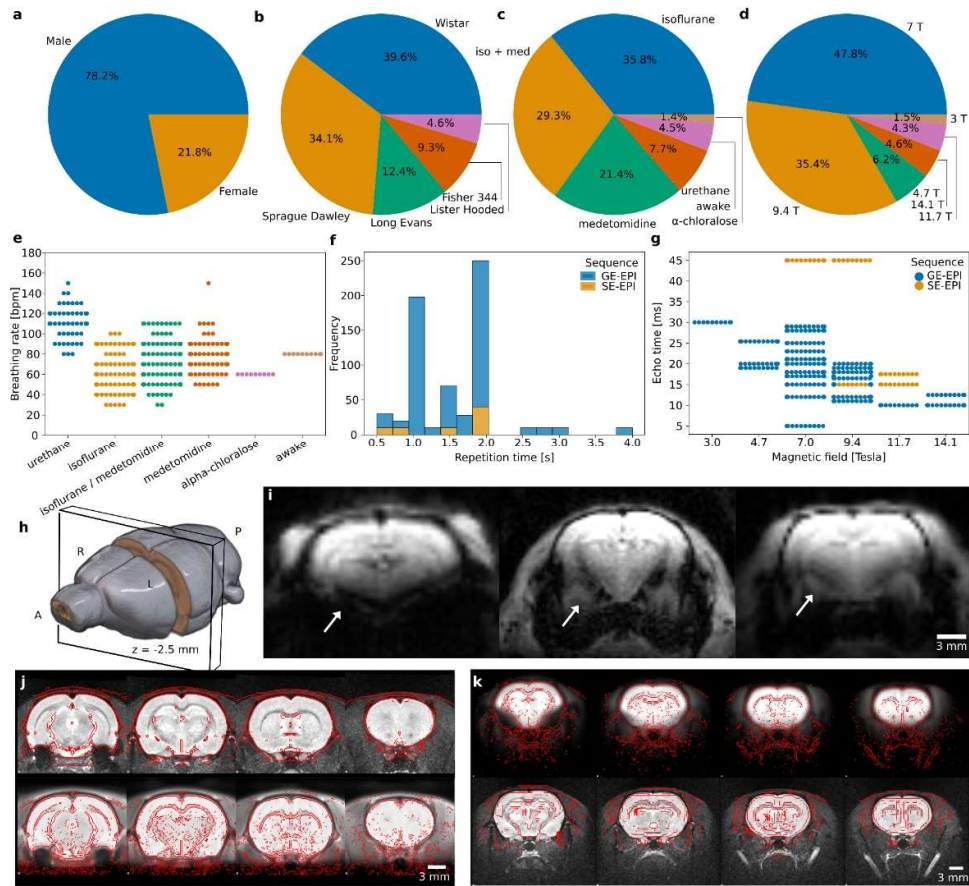 a
Male
78.2%
21.8%
Female
b
Wistar
39.6%
4.6%
34.1%
9.3%
12.4%
Fisher 344
Lister Hooded
Sprague Dawley
Long Evans
c
isoflurane
iso + med
35.8%
29.3%
1.4%
4.5%
7.7%
21.4%
urethane
awake
medetomidine
α-chloralose
d
7 T
47.8%
1.5%
3 T
4.3%
4.6%
35.4%
6.2%
9.4 T
4.7 T
14.1 T
11.7 T
e
Breathing rate [bpm]
180
160
140
120
100
80
60
40
20
0
urethane
isoflurane
isoflurane / medetomidine
medetomidine
alpha-chloralose
awake
f
Sequence
GE-EPI
SE-EPI
Frequency
250
200
150
100
50
0
0.5 1.0 1.5 2.0 2.5 3.0 3.5 4.0
Repetition time [s]
g
Sequence
GE-EPI
SE-EPI
Echo time [ms]
45
40
35
30
25
20
15
10
5
3.0 4.7 7.0 9.4 11.7 14.1
Magnetic field [Tesla]
h
P
R
L
A
z = -2.5 mm
i
3 mm
j
3 mm
k
3 mm